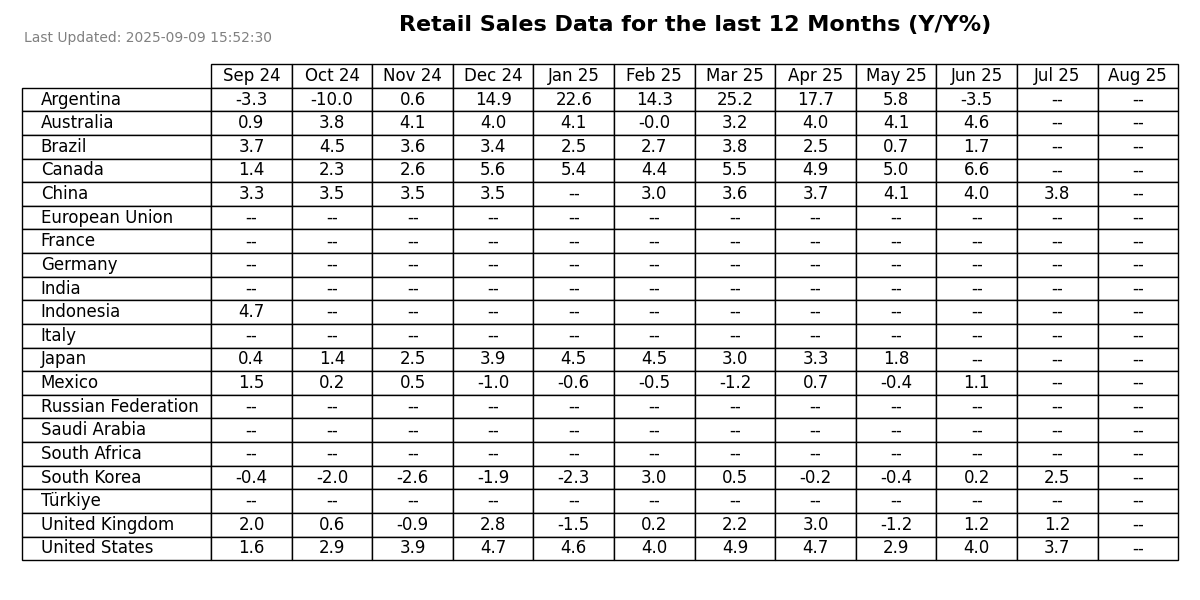 Retail Sales Data for the last 12 Months (Y/Y%)
Last Updated: 2025-09-09 15:52:30
Sep 24 Oct 24 Nov 24 Dec 24 Jan 25 Feb 25 Mar 25 Apr 25 May 25 Jun 25 Jul 25 Aug 25
Argentina -3.3 -10.0 0.6 14.9 22.6 14.3 25.2 17.7 5.8 -3.5 -- --
Australia 0.9 3.8 4.1 4.0 4.1 -0.0 3.2 4.0 4.1 4.6 -- --
Brazil 3.7 4.5 3.6 3.4 2.5 2.7 3.8 2.5 0.7 1.7 -- --
Canada 1.4 2.3 2.6 5.6 5.4 4.4 5.5 4.9 5.0 6.6 -- --
China 3.3 3.5 3.5 3.5 -- 3.0 3.6 3.7 4.1 4.0 3.8 --
European Union -- -- -- -- -- -- -- -- -- -- -- --
France -- -- -- -- -- -- -- -- -- -- -- --
Germany -- -- -- -- -- -- -- -- -- -- -- --
India -- -- -- -- -- -- -- -- -- -- -- --
Indonesia 4.7 -- -- -- -- -- -- -- -- -- -- --
Italy -- -- -- -- -- -- -- -- -- -- -- --
Japan 0.4 1.4 2.5 3.9 4.5 4.5 3.0 3.3 1.8 -- -- --
Mexico 1.5 0.2 0.5 -1.0 -0.6 -0.5 -1.2 0.7 -0.4 1.1 -- --
Russian Federation -- -- -- -- -- -- -- -- -- -- -- --
Saudi Arabia -- -- -- -- -- -- -- -- -- -- -- --
South Africa -- -- -- -- -- -- -- -- -- -- -- --
South Korea -0.4 -2.0 -2.6 -1.9 -2.3 3.0 0.5 -0.2 -0.4 0.2 2.5 --
Türkiye -- -- -- -- -- -- -- -- -- -- -- --
United Kingdom 2.0 0.6 -0.9 2.8 -1.5 0.2 2.2 3.0 -1.2 1.2 1.2 --
United States 1.6 2.9 3.9 4.7 4.6 4.0 4.9 4.7 2.9 4.0 3.7 --